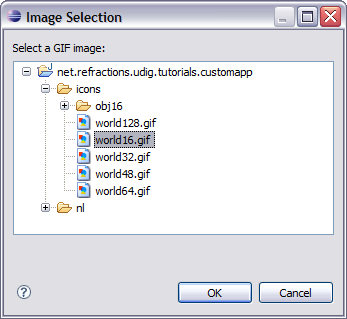 Image Selection
Select a GIF image:
net.refractions.udig.tutorials.customapp
icons
obj16
world128.gif
world16.gif
world32.gif
world48.gif
world64.gif
nl
?
OK
Cancel